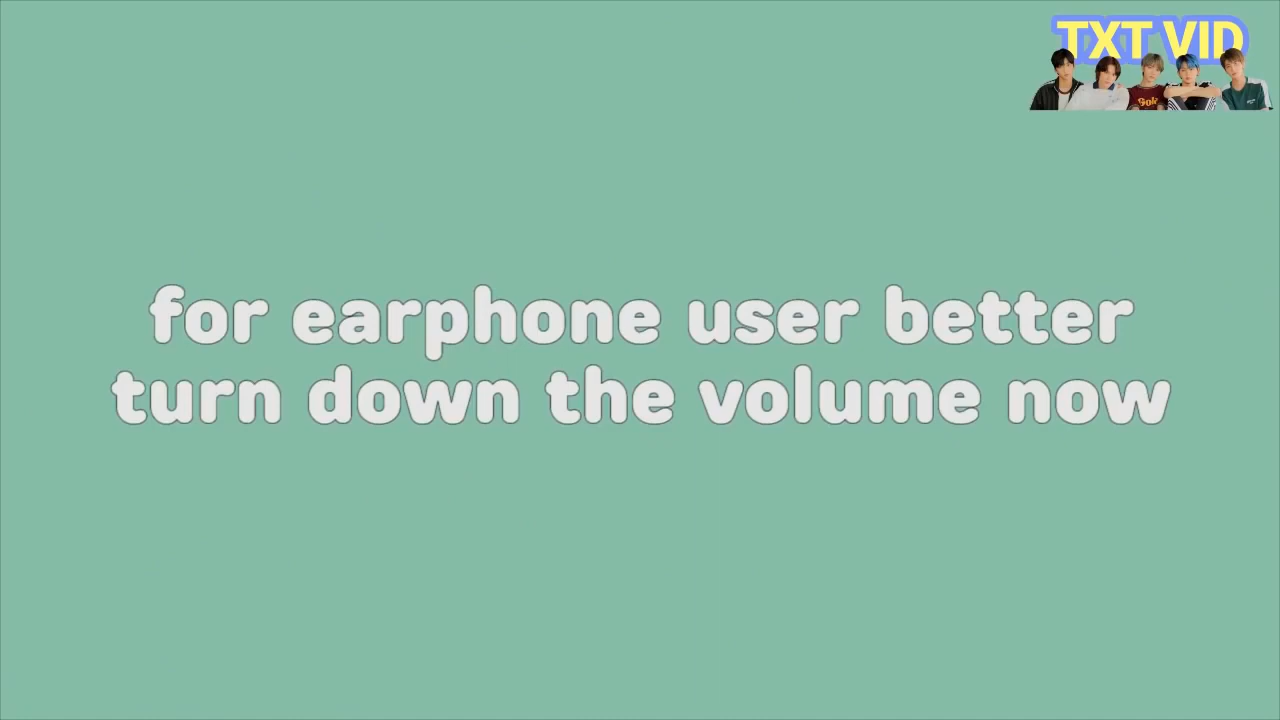 TXT VID
for earphone user better
turn down the volume now